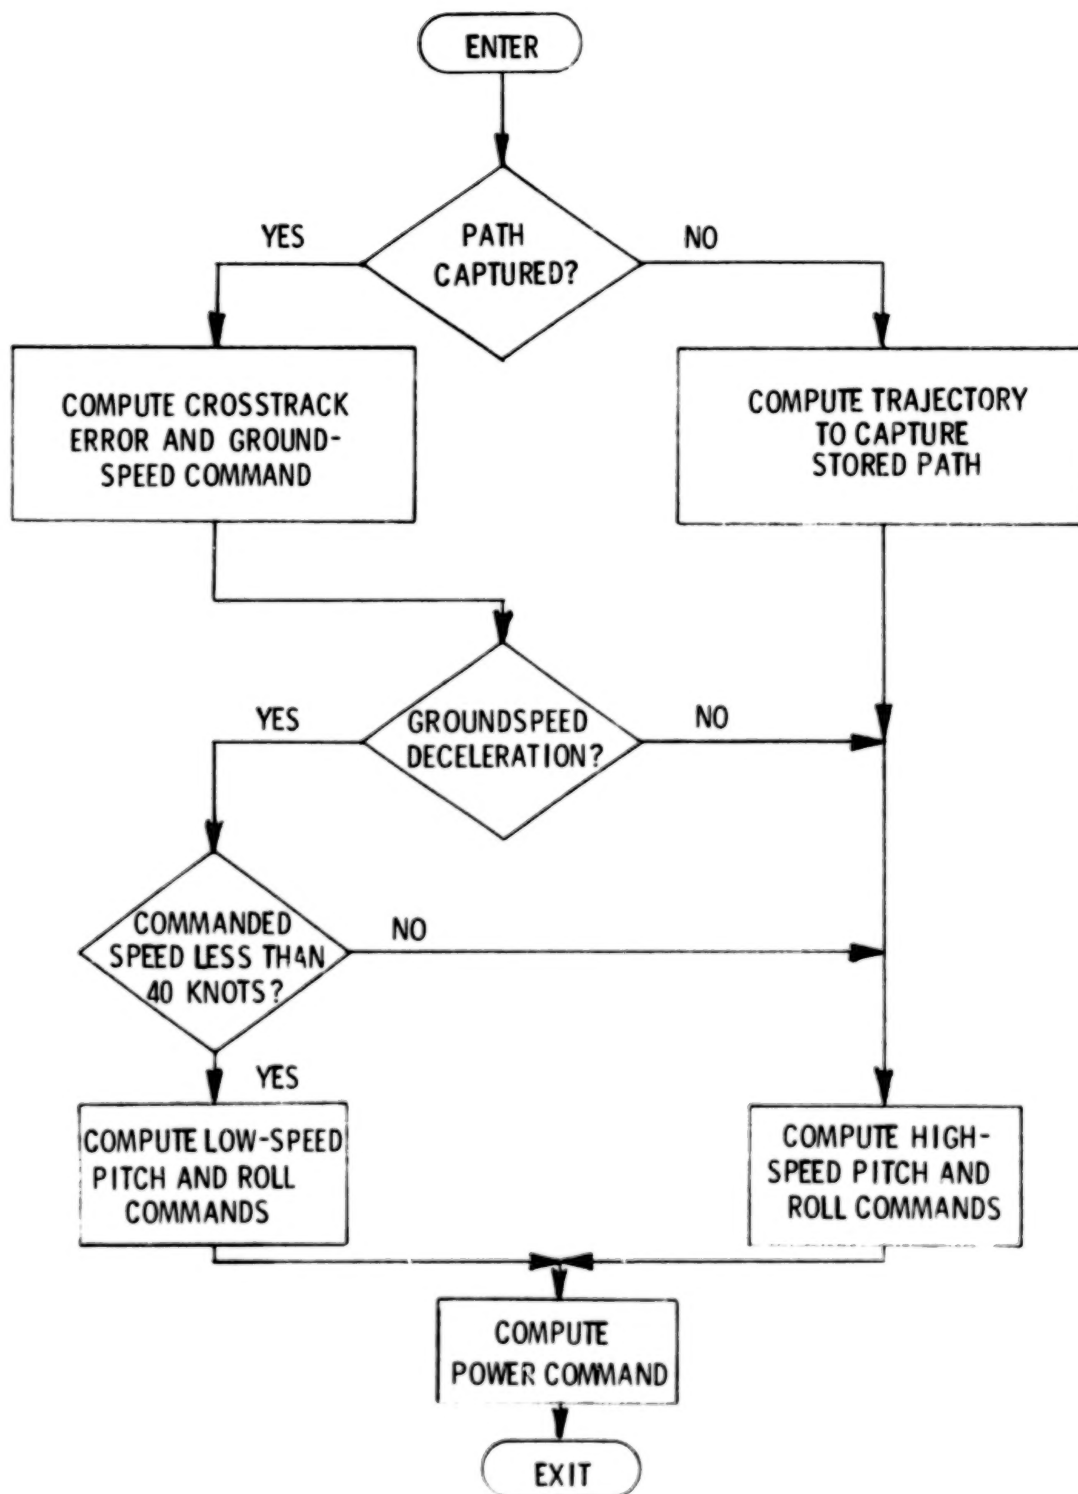 ENTER
YES
PATH
CAPTURED?
NO
COMPUTE CROSSTRACK
ERROR AND GROUND-
SPEED COMMAND
COMPUTE TRAJECTORY
TO CAPTURE
STORED PATH
YES
GROUNDSPEED
DECELERATION?
NO
COMMANDED
SPEED LESS THAN
40 KNOTS?
NO
YES
COMPUTE LOW-SPEED
PITCH AND ROLL
COMMANDS
COMPUTE HIGH-
SPEED PITCH AND
ROLL COMMANDS
COMPUTE
POWER COMMAND
EXIT